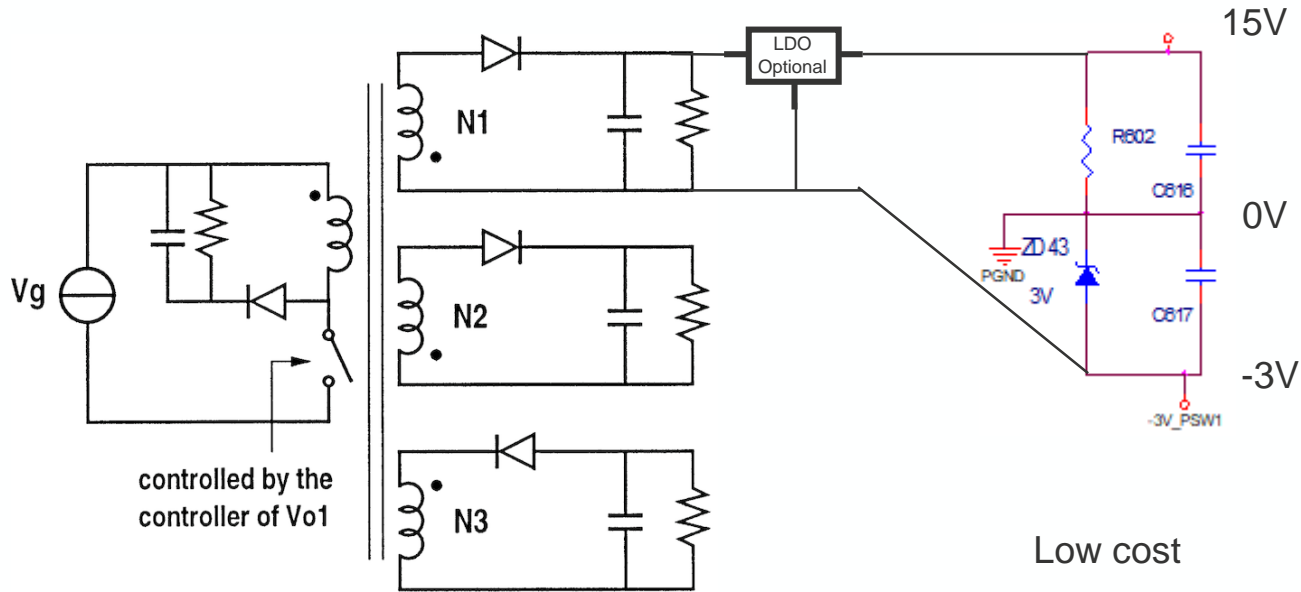 15V
LDO
Optional
N1
R602
C616
0V
Vg
PGND
ZD43
3V
C617
N2
-3V
-3V_PSW1
controlled by the
controller of Vo1
N3
Low cost